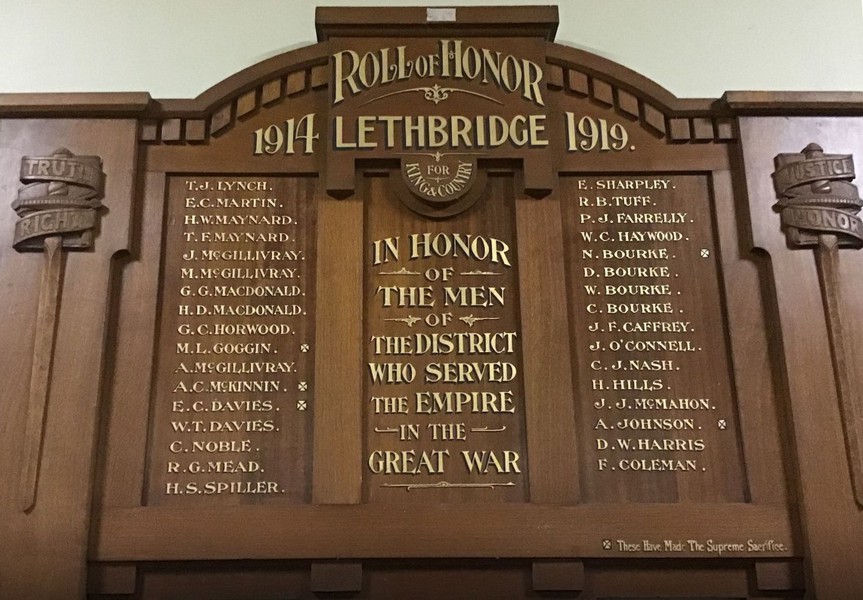 ROLL OF HONOR
1914 LETHBRIDGE 1919.
FOR
KING & COUNTRY
TRUTH
RIGHT
T.J. LYNCH.
E.C. MARTIN.
H.W. MAYNARD.
T.F. MAYNARD.
J. McGILLIVRAY.
M. McGILLIVRAY.
G.G. MACDONALD.
H.D. MACDONALD.
G.C. HORWOOD.
M.L. GOGGIN.
A. McGILLIVRAY.
A.C. McKINNIN.
E.C. DAVIES.
W.T. DAVIES.
C. NOBLE.
R.G. MEAD.
H.S. SPILLER.
IN HONOR
OF
THE MEN
OF
THE DISTRICT
WHO SERVED
THE EMPIRE
IN THE
GREAT WAR
E. SHARPLEY.
R.B. TUFF.
P.J. FARRELLY.
W.C. HAYWOOD.
N. BOURKE.
D. BOURKE.
W. BOURKE.
C. BOURKE.
J.F. CAFFREY.
J. O'CONNELL.
C.J. NASH.
H. HILLS.
J.J. McMAHON.
A. JOHNSON.
D.W. HARRIS
F. COLEMAN.
JUSTICE
HONOR
These Have Made The Supreme Sacrifice.